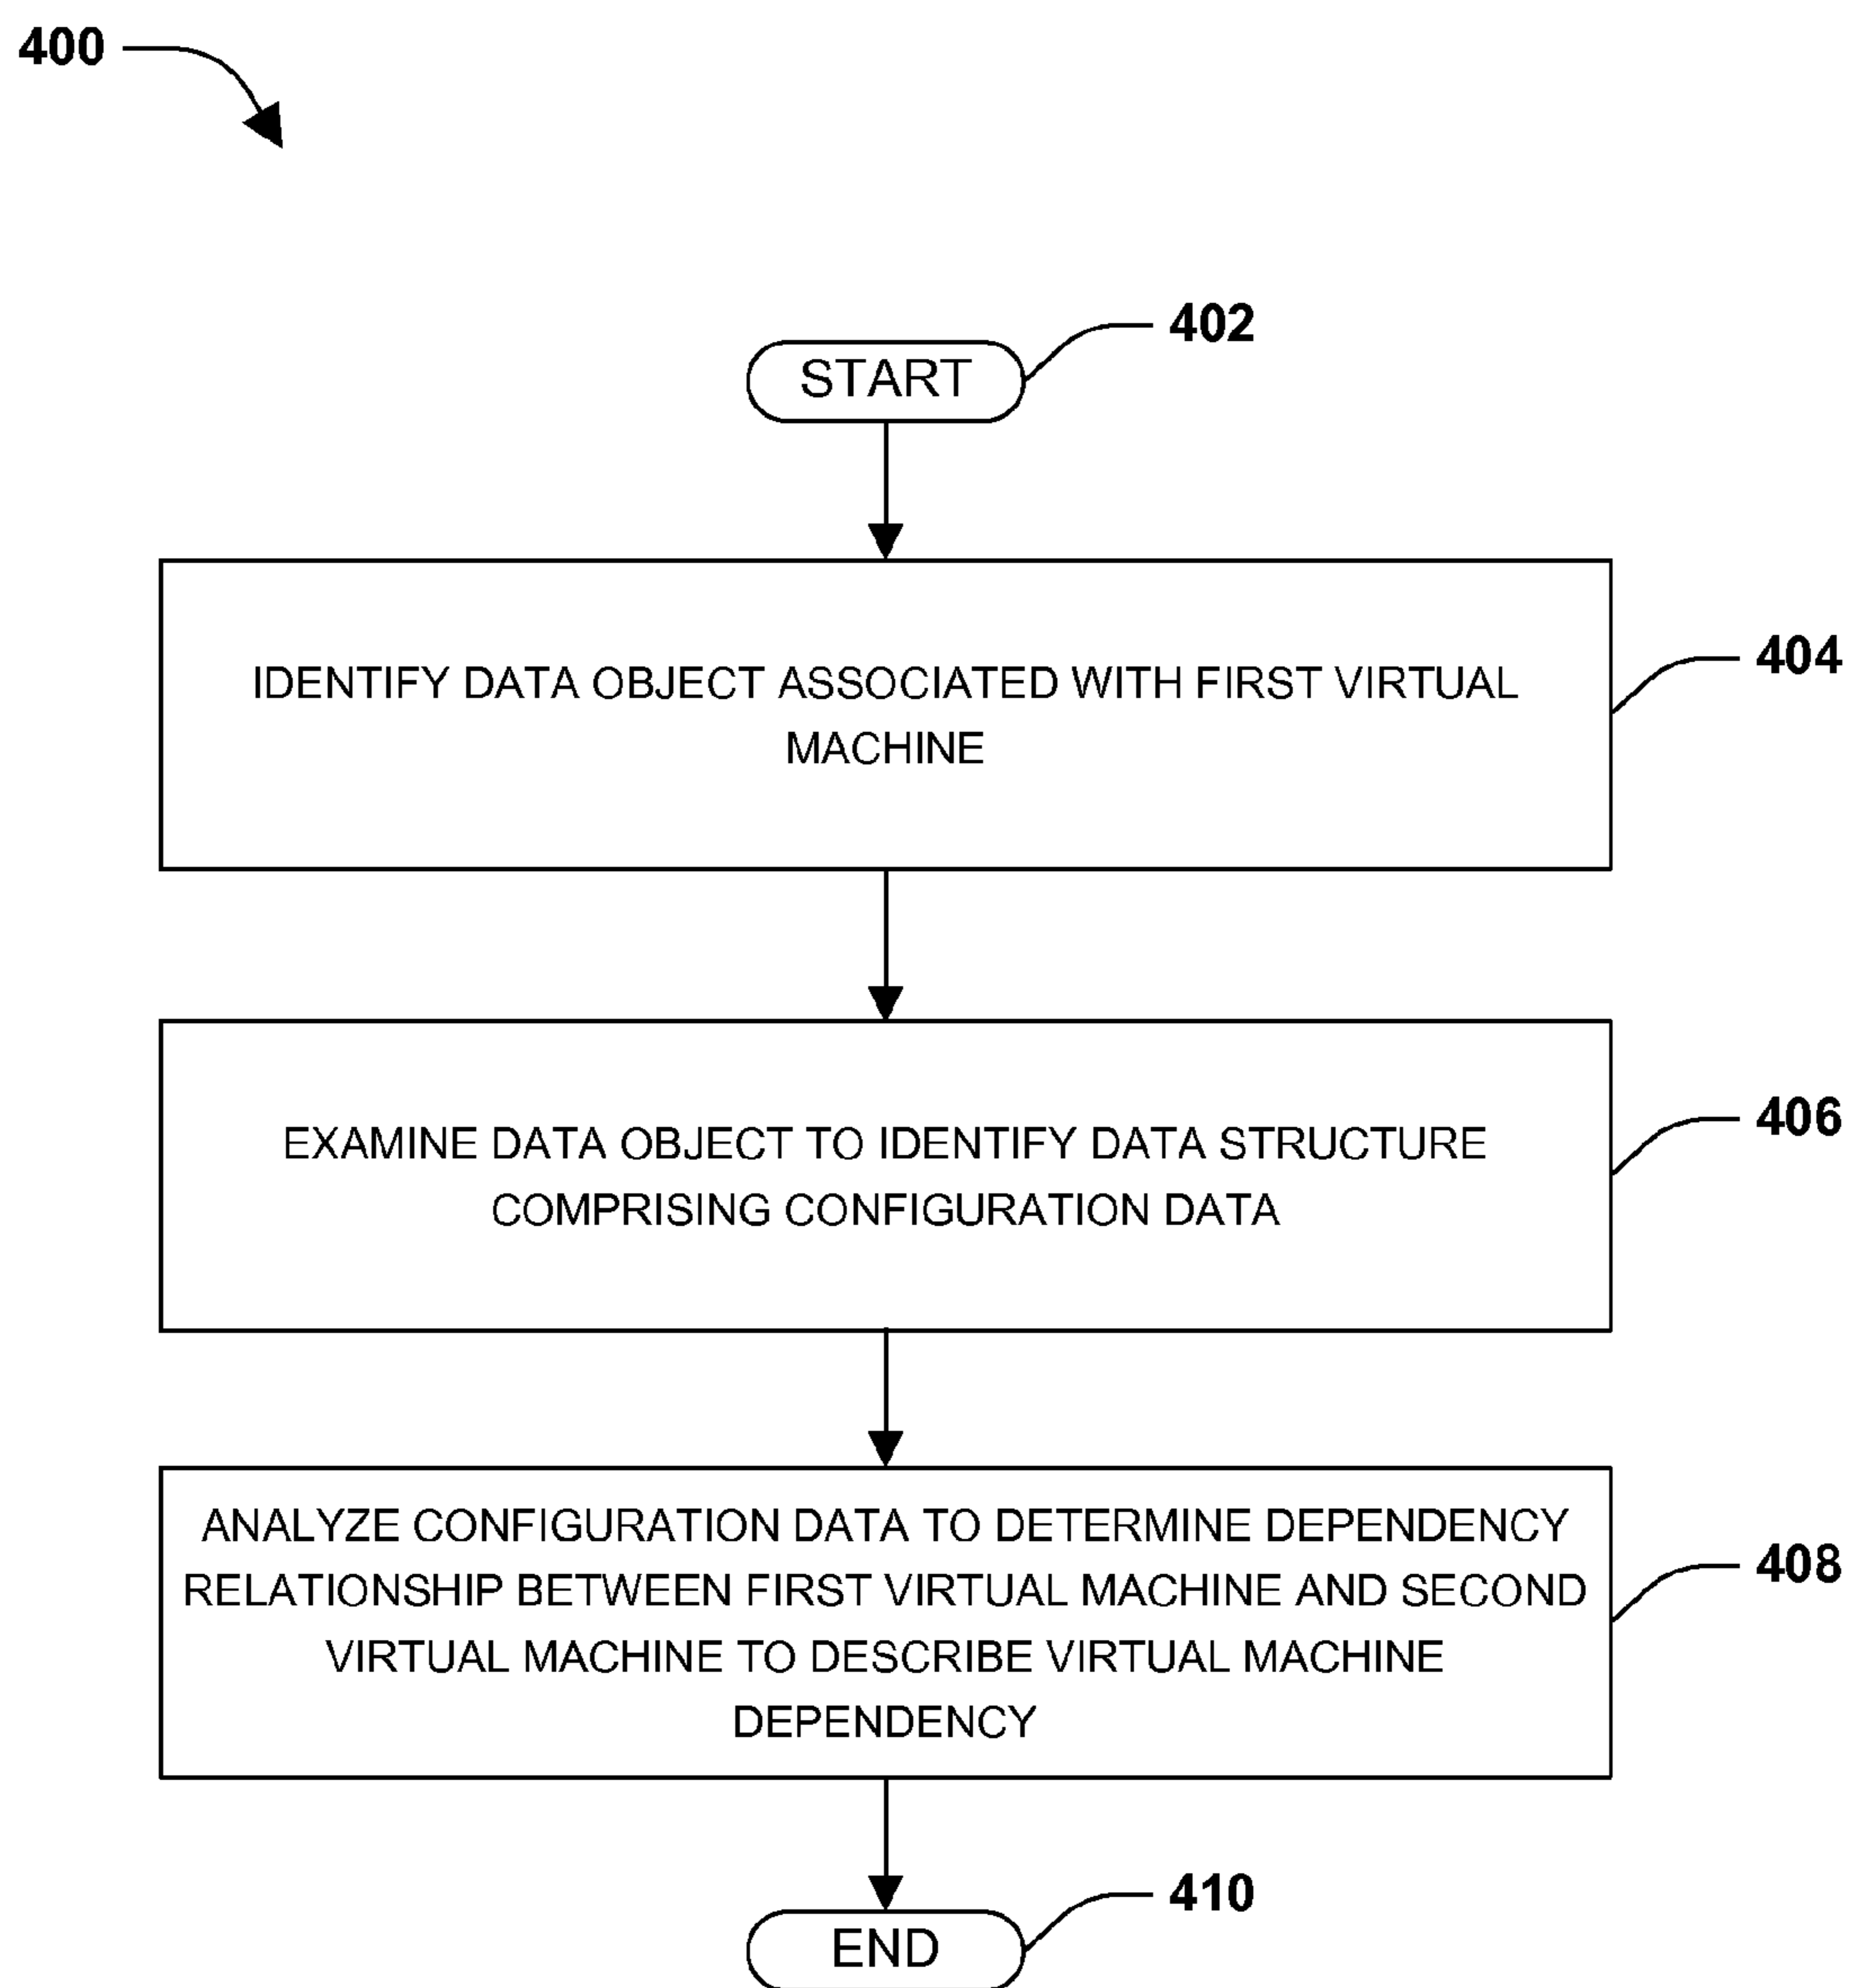 400
402
START
IDENTIFY DATA OBJECT ASSOCIATED WITH FIRST VIRTUAL
MACHINE
404
EXAMINE DATA OBJECT TO IDENTIFY DATA STRUCTURE
COMPRISING CONFIGURATION DATA
406
ANALYZE CONFIGURATION DATA TO DETERMINE DEPENDENCY
RELATIONSHIP BETWEEN FIRST VIRTUAL MACHINE AND SECOND
VIRTUAL MACHINE TO DESCRIBE VIRTUAL MACHINE
DEPENDENCY
408
410
END